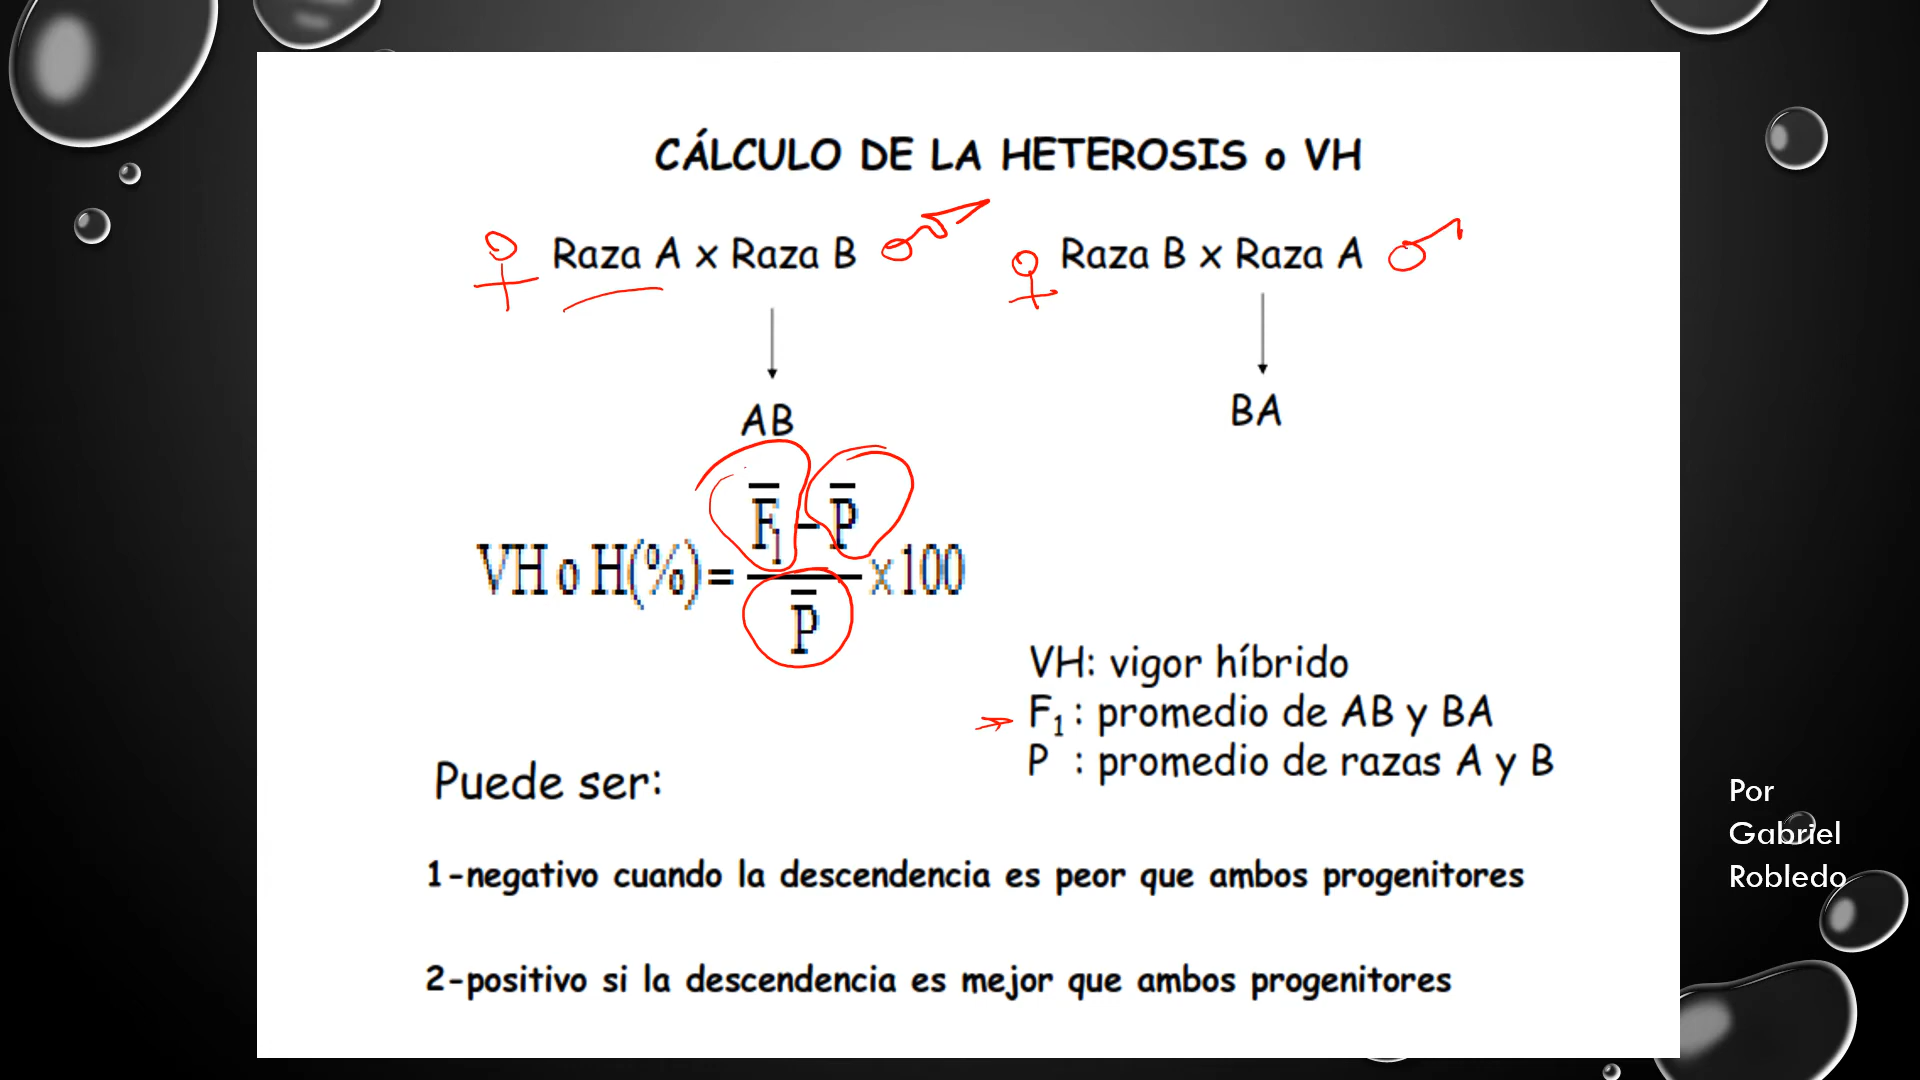 CÁLCULO DE LA HETEROSIS o VH
♀ Raza A x Raza B ♂ ♀ Raza B x Raza A ♂
AB
BA
VH o H(%) = (F̅₁ - P̅) / P̅ x100
VH: vigor híbrido
F₁ : promedio de AB y BA
P : promedio de razas A y B
Puede ser:
1-negativo cuando la descendencia es peor que ambos progenitores
2-positivo si la descendencia es mejor que ambos progenitores
Por
Gabriel
Robledo